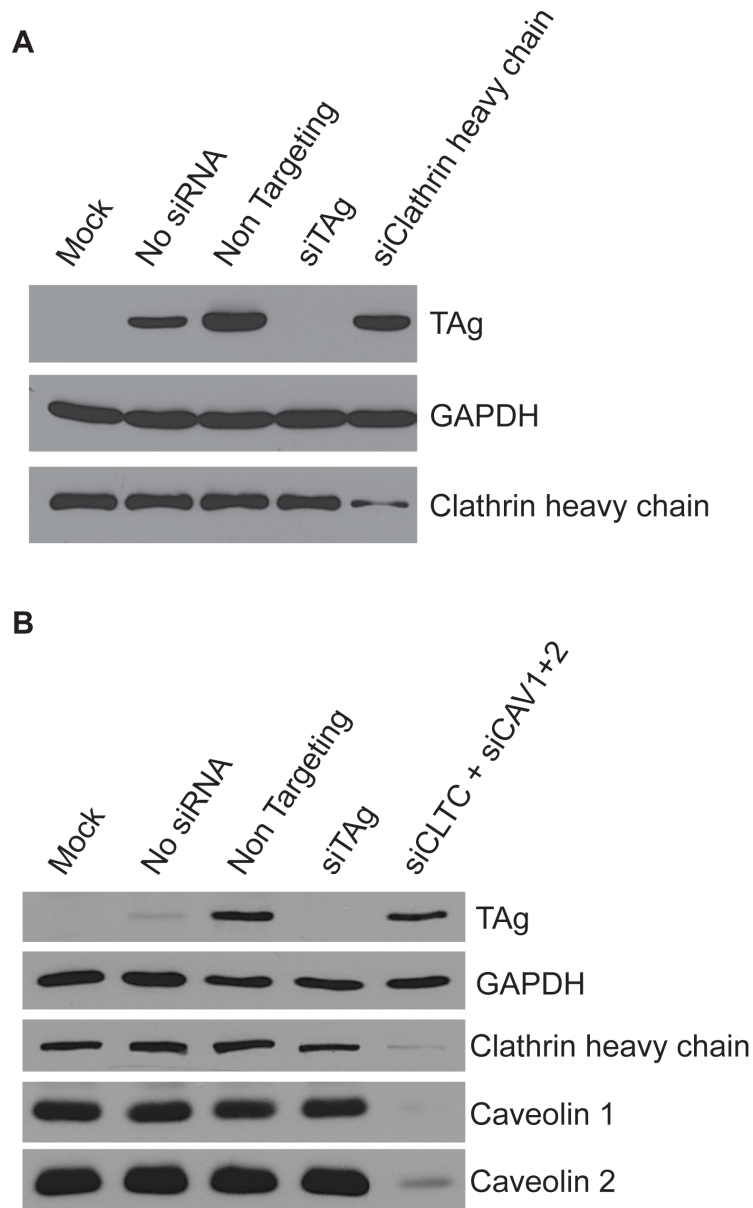 A
Mock
No siRNA
Non Targeting
siTAg
siClathrin heavy chain
TAg
GAPDH
Clathrin heavy chain
B
Mock
No siRNA
Non Targeting
siTAg
siCLTC + siCAV1+2
TAg
GAPDH
Clathrin heavy chain
Caveolin 1
Caveolin 2